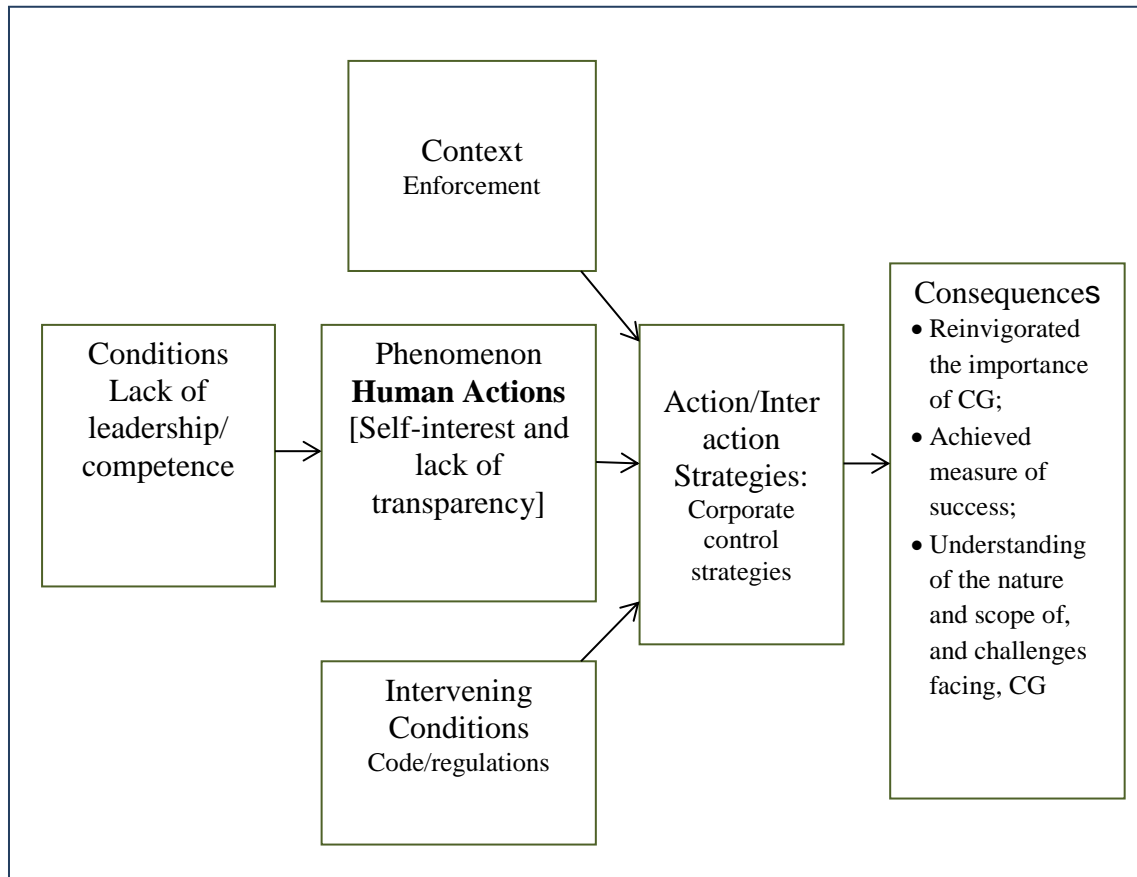 Context
Enforcement
Conditions
Lack of
leadership/
competence
Phenomenon
Human Actions
[Self-interest and
lack of
transparency]
Intervening
Conditions
Code/regulations
Action/Inter
action
Strategies:
Corporate
control
strategies
Consequences
• Reinvigorated
the importance
of CG;
• Achieved
measure of
success;
• Understanding
of the nature
and scope of,
and challenges
facing, CG